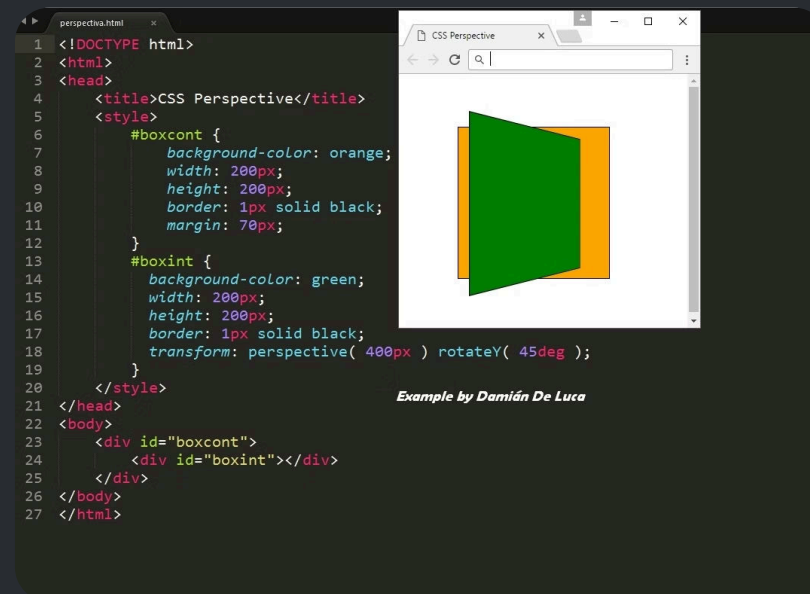 perspectiva.html ×
1 <!DOCTYPE html>
2 <html>
3 <head>
4 <title>CSS Perspective</title>
5 <style>
6 #boxcont {
7 background-color: orange;
8 width: 200px;
9 height: 200px;
10 border: 1px solid black;
11 margin: 70px;
12 }
13 #boxint {
14 background-color: green;
15 width: 200px;
16 height: 200px;
17 border: 1px solid black;
18 transform: perspective( 400px ) rotateY( 45deg );
19 }
20 </style>
21 </head>
22 <body>
23 <div id="boxcont">
24 <div id="boxint"></div>
25 </div>
26 </body>
27 </html>
CSS Perspective ×
Example by Damián De Luca